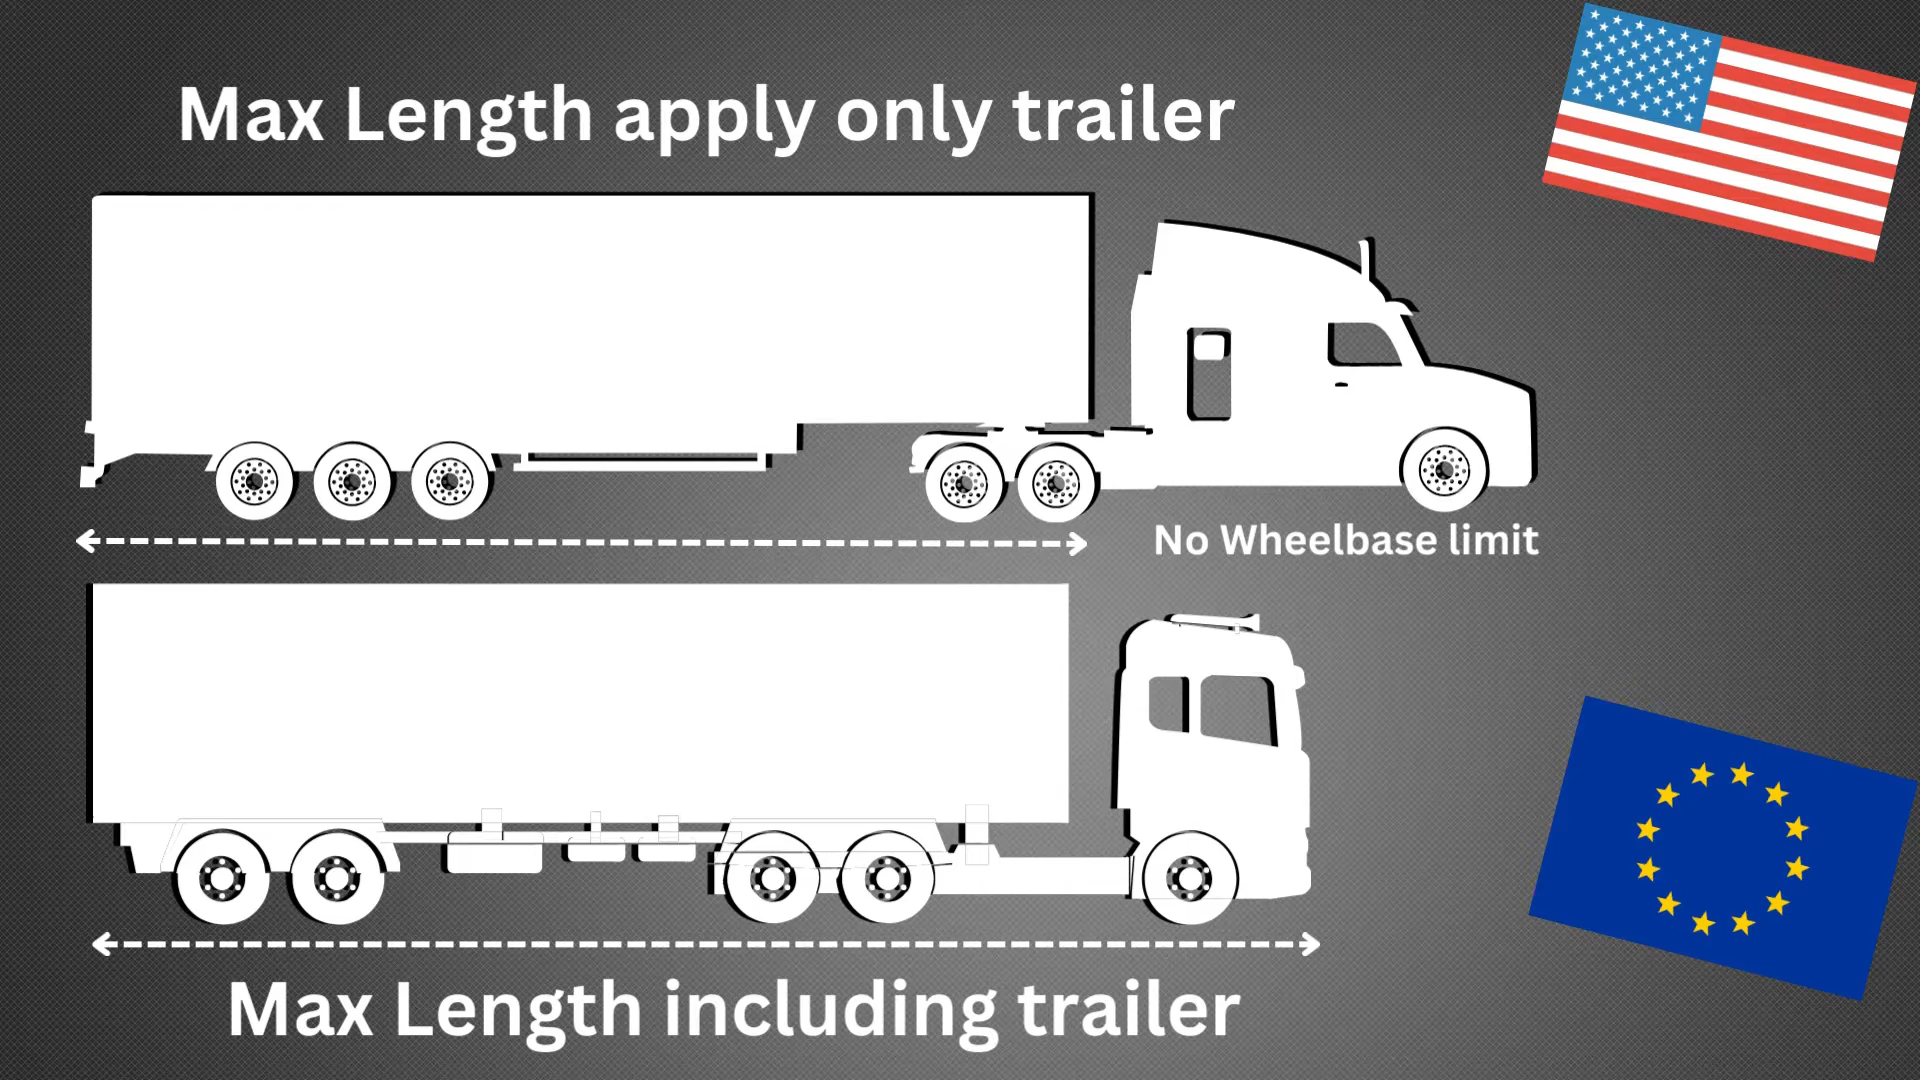 Max Length apply only trailer
No Wheelbase limit
Max Length including trailer